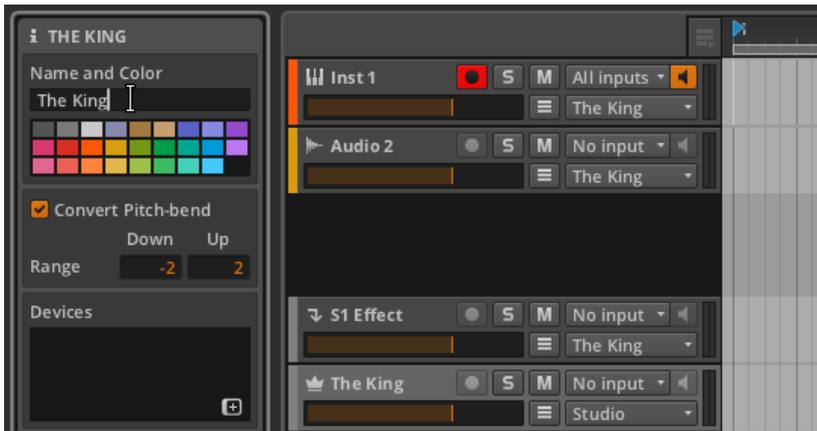 THE KING
Name and Color
The King
Convert Pitch-bend
Down Up
Range -2 2
Devices
Inst 1 S M All inputs
The King
Audio 2 S M No input
The King
S1 Effect S M No input
The King
The King S M No input
Studio